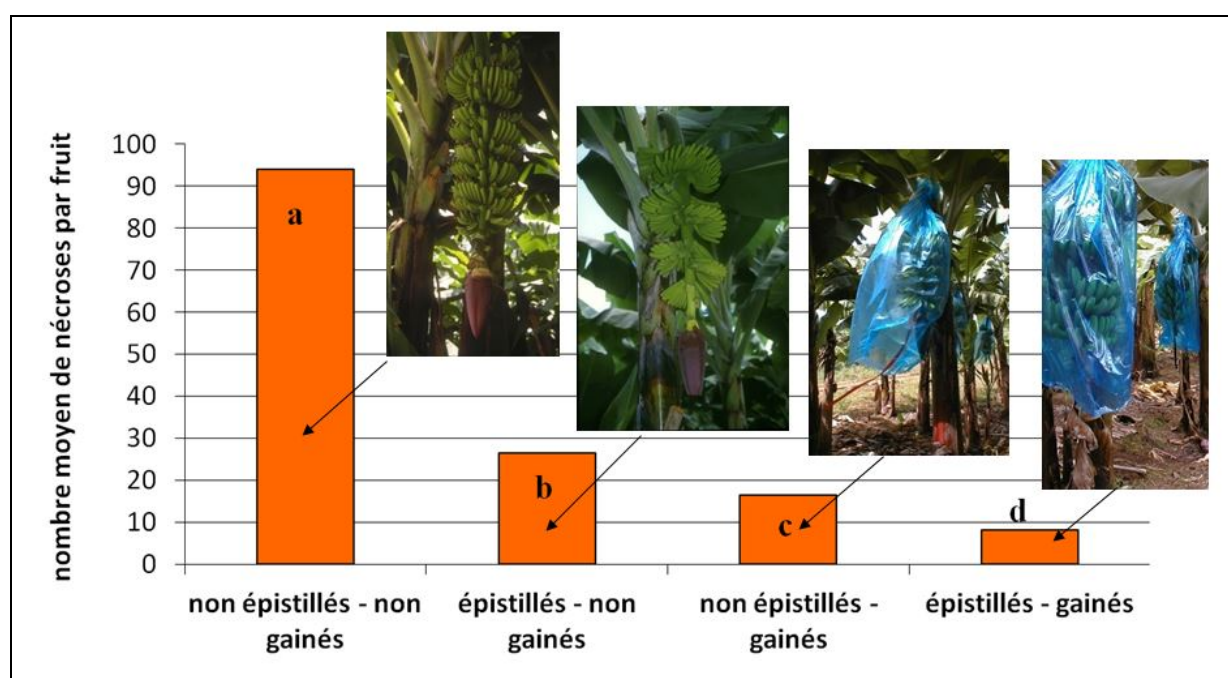 nombre moyen de nécroses par fruit
100
90
80
70
60
50
40
30
20
10
0
a
b
c
d
non épistillés - non
gainés
épistillés - non
gainés
non épistillés -
gainés
épistillés - gainés